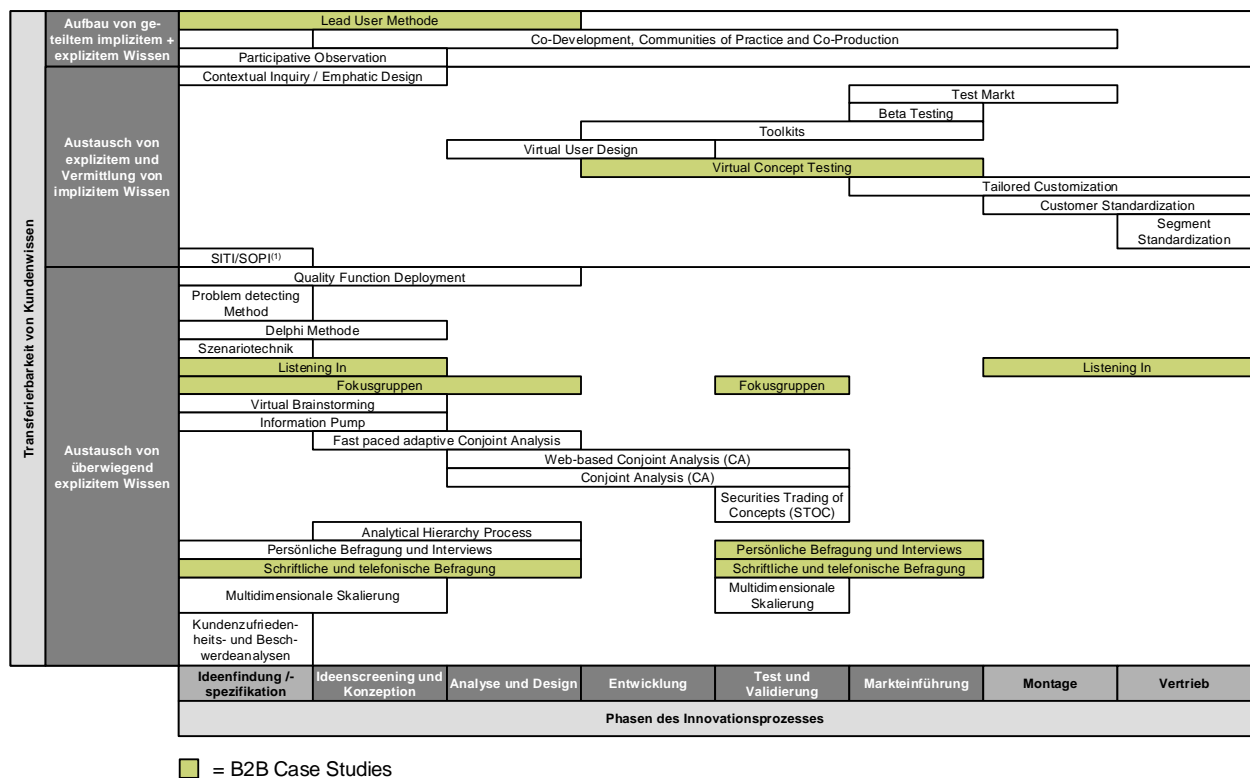 Transferierbarkeit von Kundenwissen
Aufbau von ge-
teiltem implizitem +
explizitem Wissen
Lead User Methode
Co-Development, Communities of Practice and Co-Production
Participative Observation
Austausch von
explizitem und
Vermittlung von
implizitem Wissen
Contextual Inquiry / Emphatic Design
Test Markt
Beta Testing
Toolkits
Virtual User Design
Virtual Concept Testing
Tailored Customization
Customer Standardization
Segment
Standardization
SITI/SOPI(1)
Austausch von
überwiegend
explizitem Wissen
Quality Function Deployment
Problem detecting
Method
Delphi Methode
Szenariotechnik
Listening In
Listening In
Fokusgruppen
Fokusgruppen
Virtual Brainstorming
Information Pump
Fast paced adaptive Conjoint Analysis
Web-based Conjoint Analysis (CA)
Conjoint Analysis (CA)
Securities Trading of
Concepts (STOC)
Analytical Hierarchy Process
Persönliche Befragung und Interviews
Persönliche Befragung und Interviews
Schriftliche und telefonische Befragung
Schriftliche und telefonische Befragung
Multidimensionale Skalierung
Multidimensionale
Skalierung
Kundenzufrieden-
heits- und Besch-
werdeanalysen
Ideenfindung /-
spezifikation
Ideenscreening und
Konzeption
Analyse und Design
Entwicklung
Test und
Validierung
Markteinführung
Montage
Vertrieb
Phasen des Innovationsprozesses
= B2B Case Studies